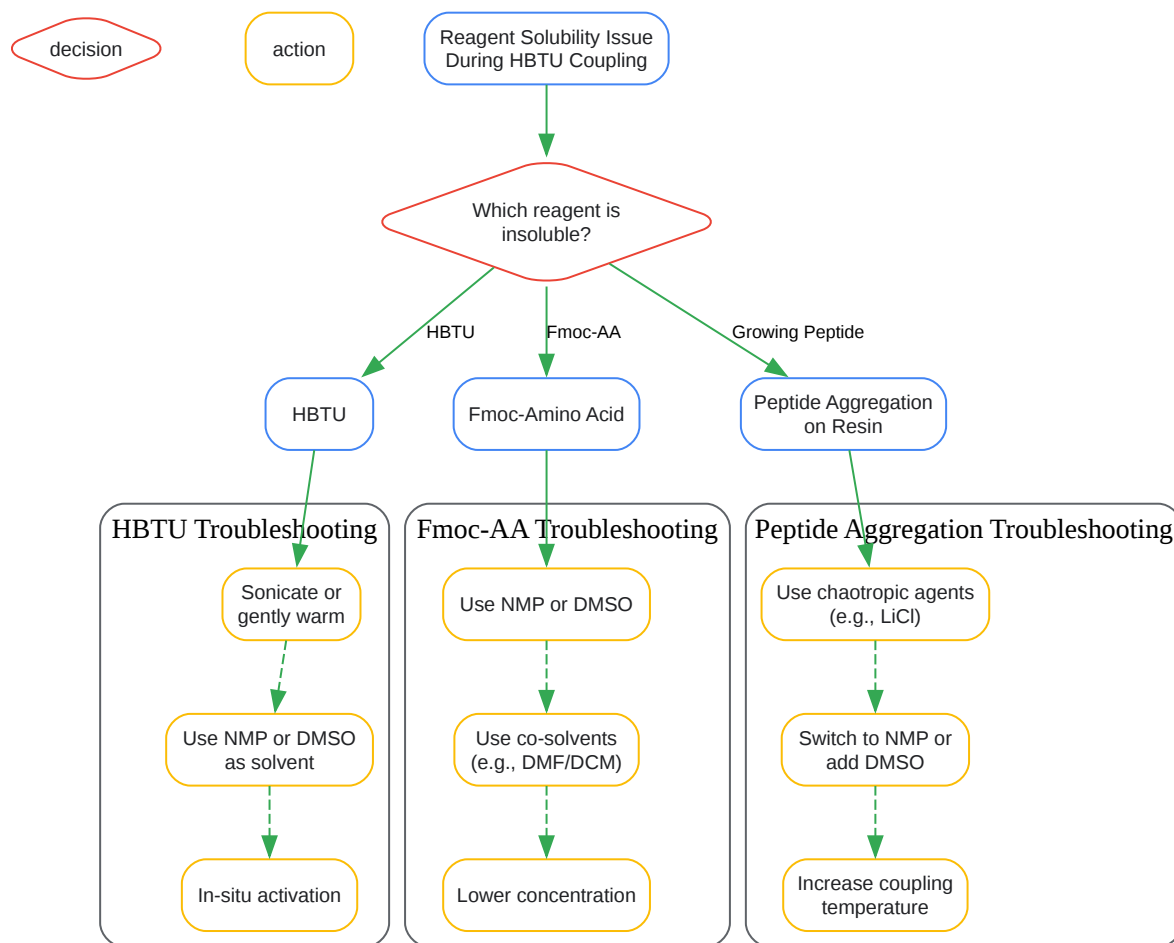 decision
action
Reagent Solubility Issue
During HBTU Coupling
Which reagent is
insoluble?
HBTU
Fmoc-AA
Growing Peptide
HBTU
Fmoc-Amino Acid
Peptide Aggregation
on Resin
HBTU Troubleshooting
Fmoc-AA Troubleshooting
Peptide Aggregation Troubleshooting
Sonicate or
gently warm
Use NMP or DMSO
Use chaotropic agents
(e.g., LiCl)
Use NMP or DMSO
as solvent
Use co-solvents
(e.g., DMF/DCM)
Switch to NMP or
add DMSO
In-situ activation
Lower concentration
Increase coupling
temperature